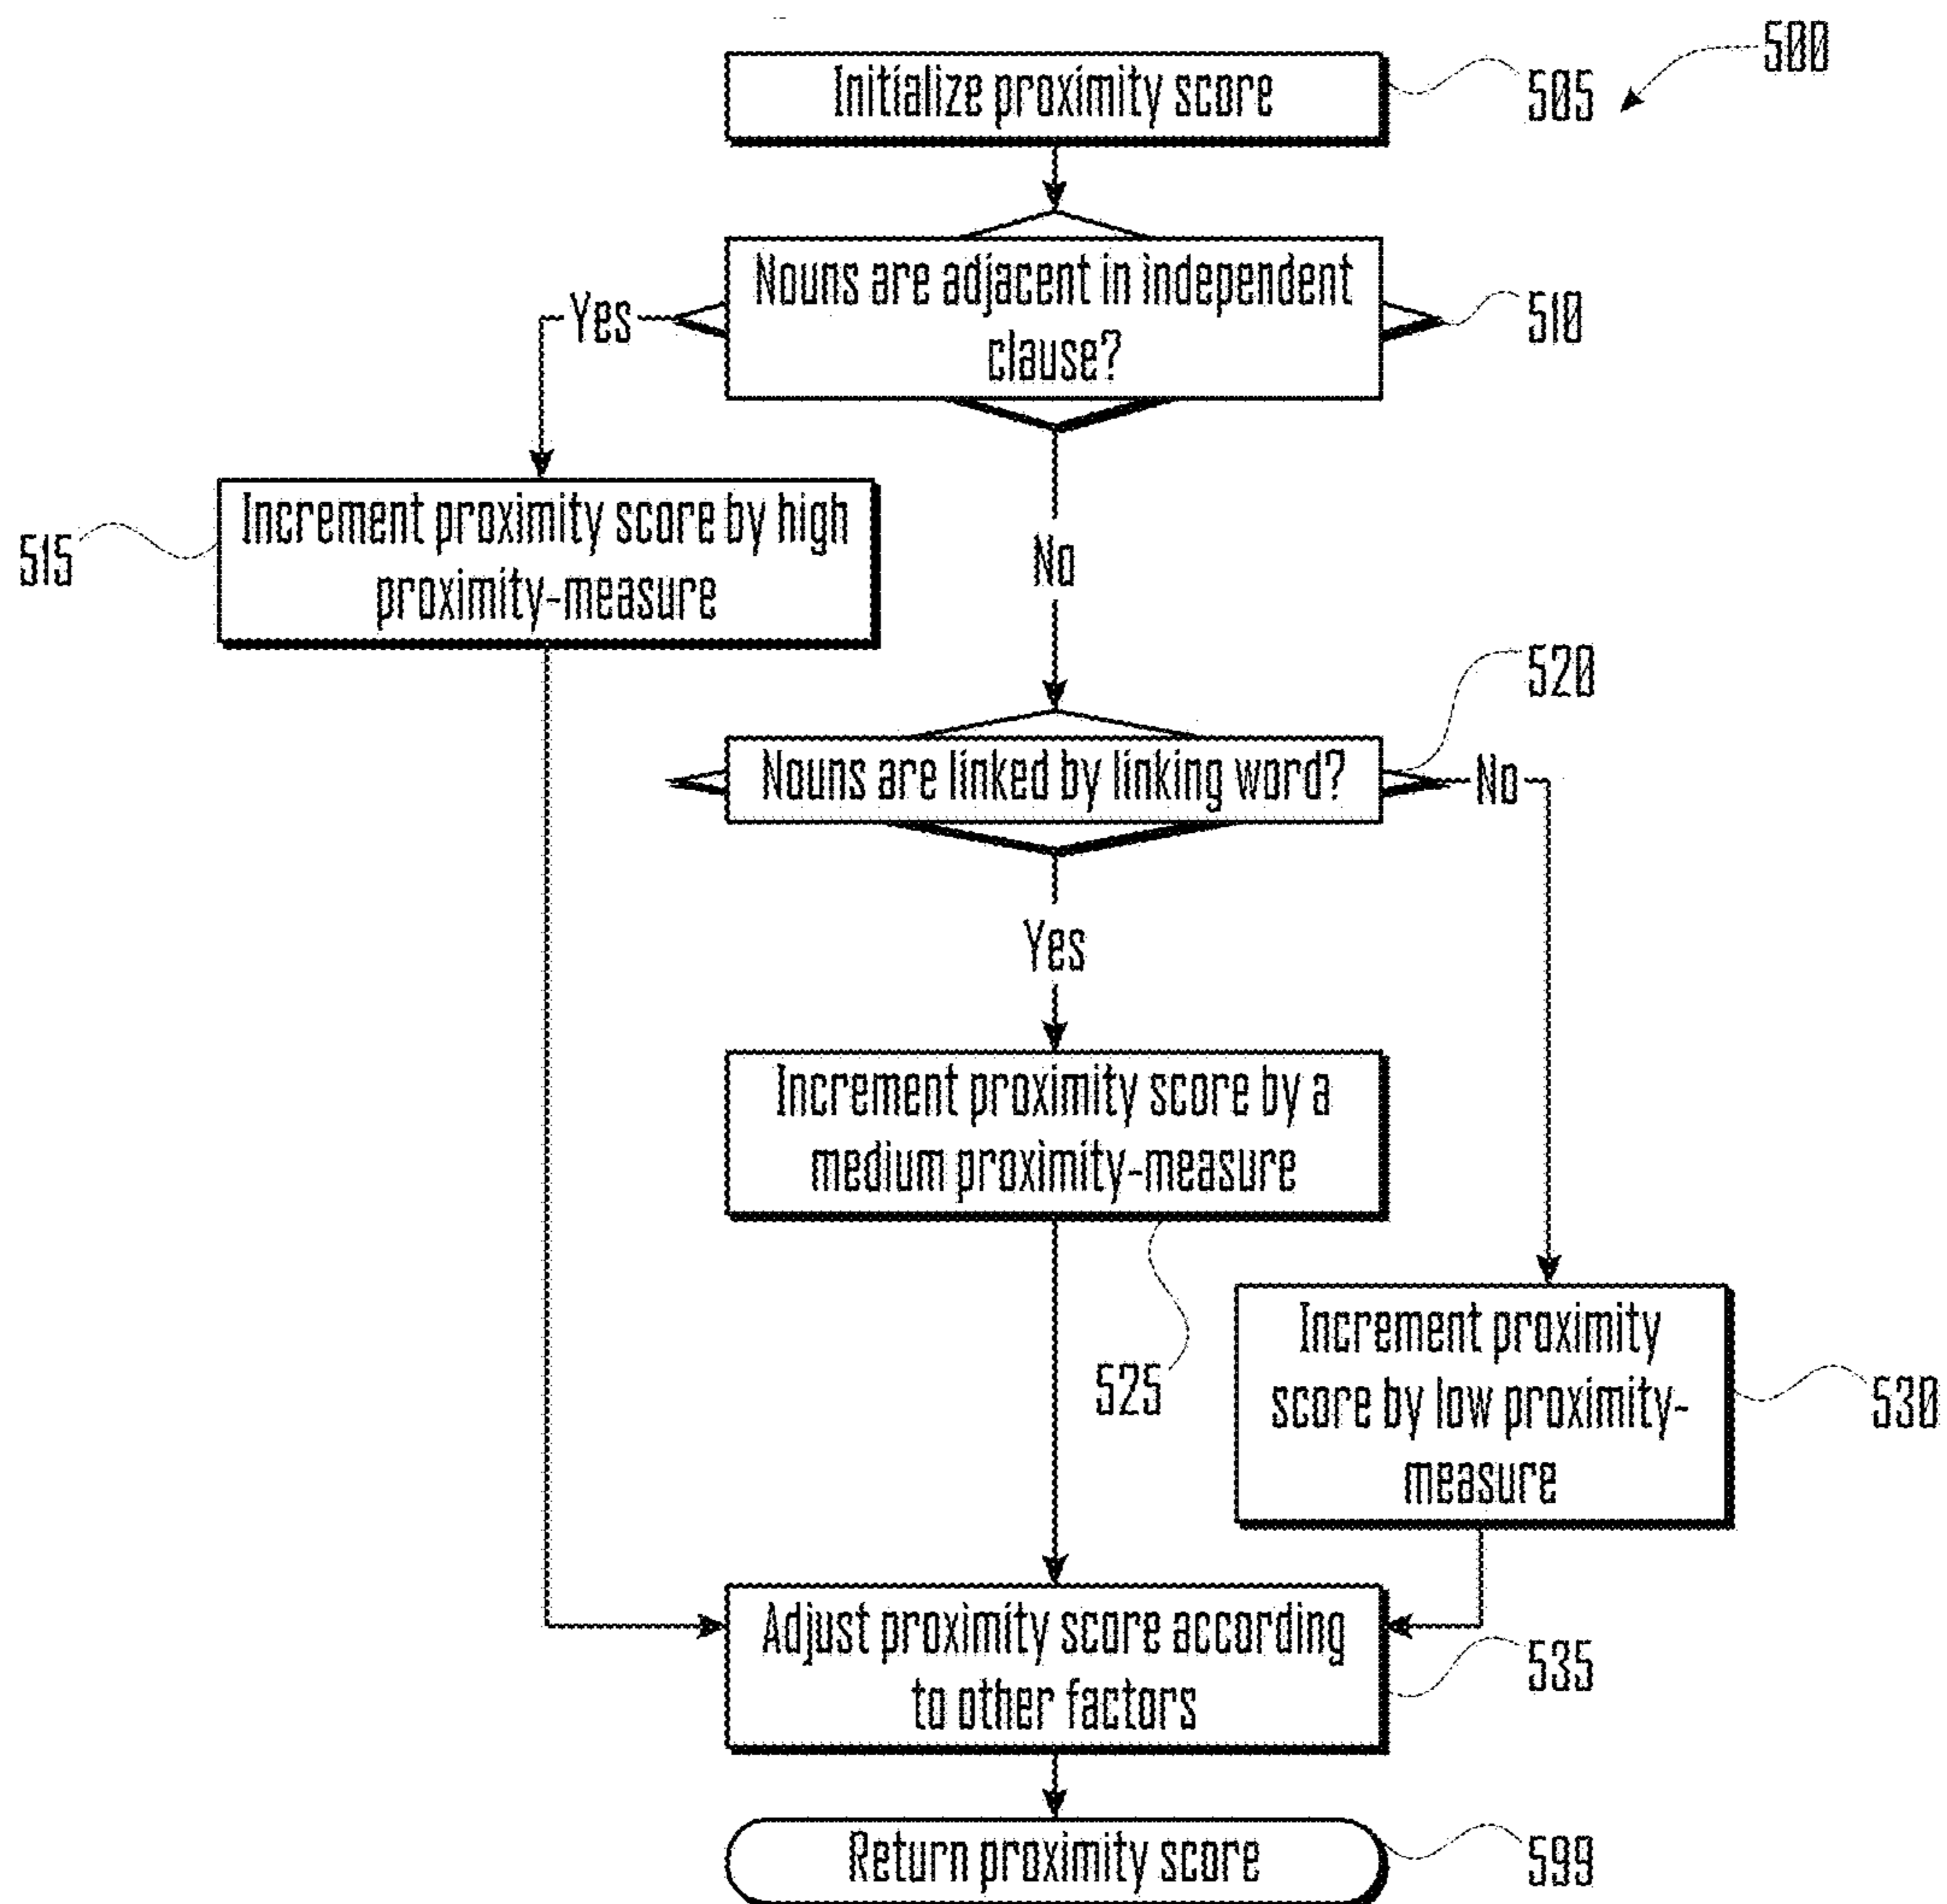 500
Initialize proximity score
505
Nouns are adjacent in independent
clause?
510
Yes
Increment proximity score by high
proximity-measure
515
No
520
Nouns are linked by linking word?
No
Yes
Increment proximity score by a
medium proximity-measure
525
Increment proximity
score by low proximity-
measure
530
Adjust proximity score according
to other factors
535
Return proximity score
599